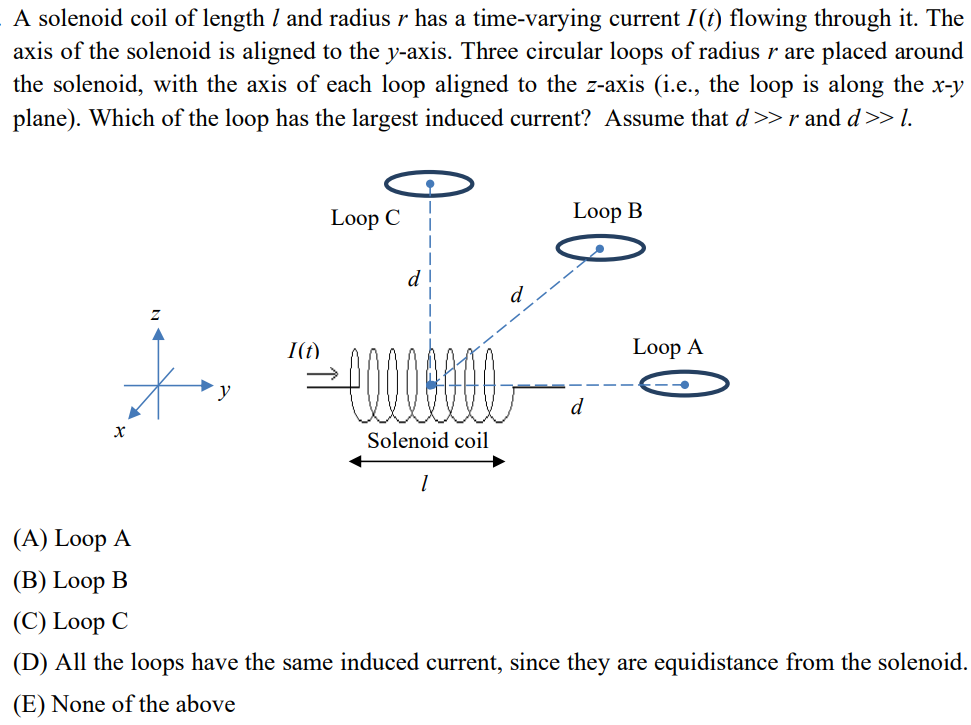 A solenoid coil of length l and radius r has a time-varying current I(t) flowing through it. The
axis of the solenoid is aligned to the y-axis. Three circular loops of radius r are placed around
the solenoid, with the axis of each loop aligned to the z-axis (i.e., the loop is along the x-y
plane). Which of the loop has the largest induced current? Assume that d >> r and d >> l.
Loop C
Loop B
d
d
z
I(t)
Loop A
y
d
x
Solenoid coil
l
(A) Loop A
(B) Loop B
(C) Loop C
(D) All the loops have the same induced current, since they are equidistance from the solenoid.
(E) None of the above